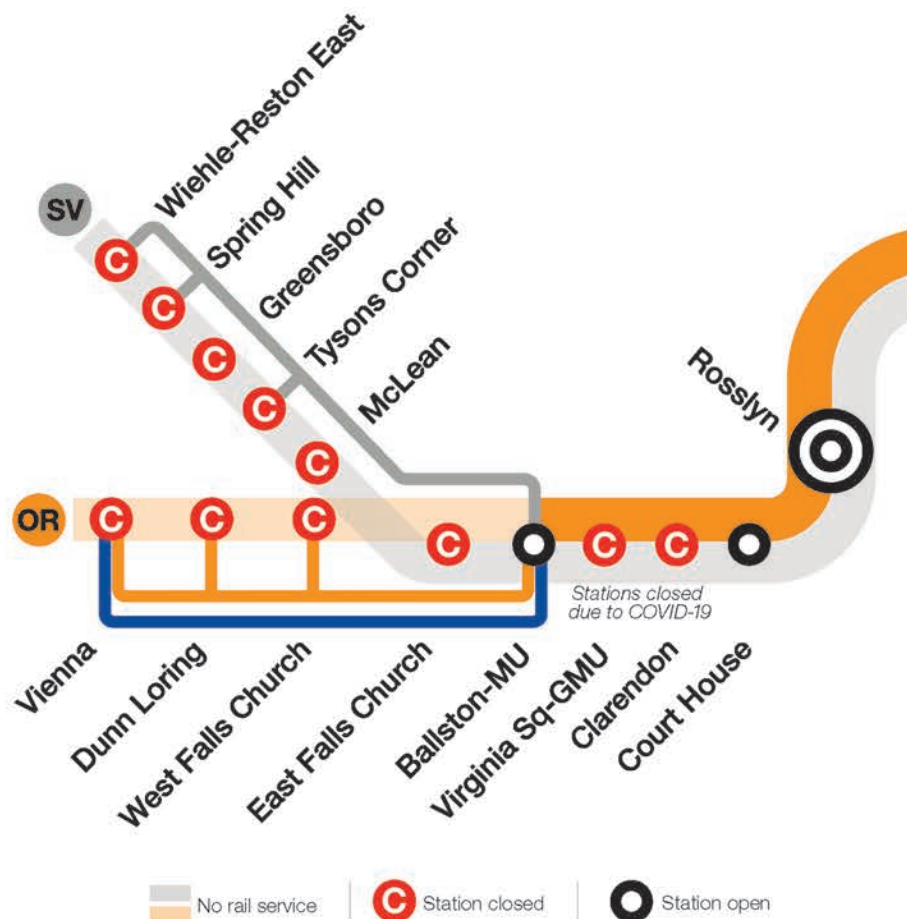 SV
Wiehle-Reston East
Spring Hill
Greensboro
Tysons Corner
McLean
Rosslyn
C
C
C
C
C
OR
C
C
C
C
C
C
Stations closed
due to COVID-19
Vienna
Dunn Loring
West Falls Church
East Falls Church
Ballston-MU
Virginia Sq-GMU
Clarendon
Court House
No rail service
C Station closed
Station open